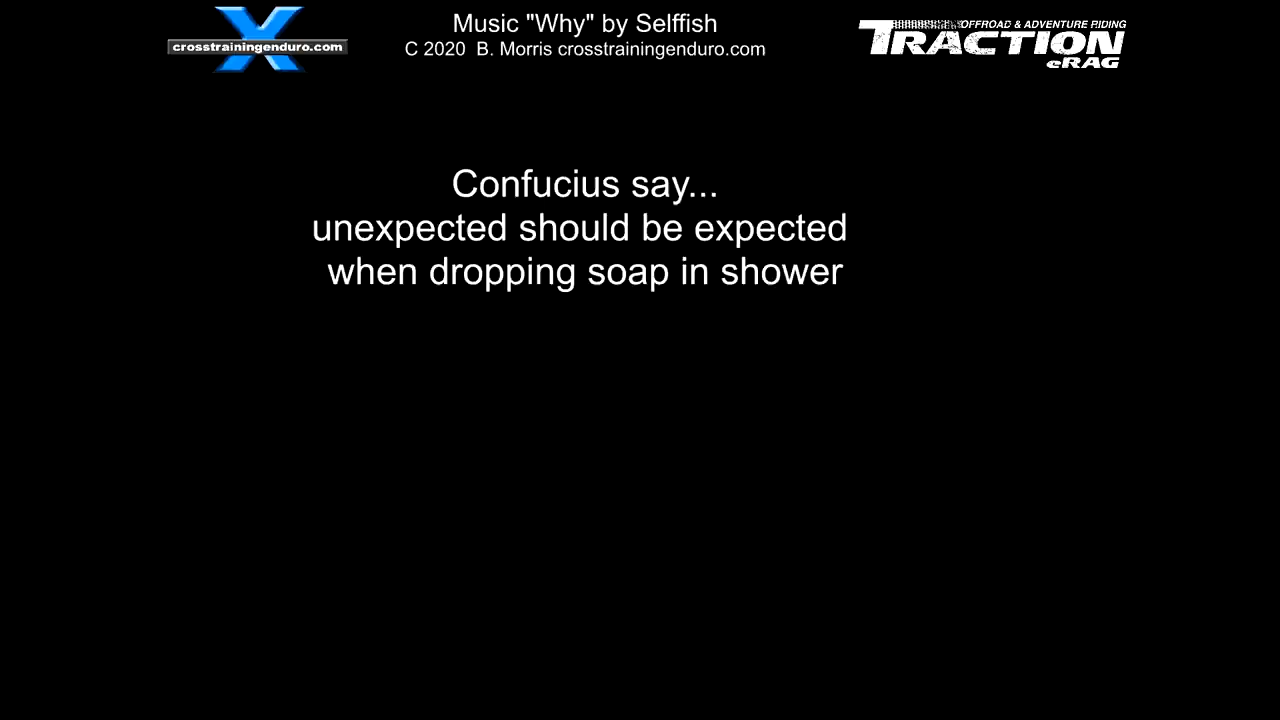 X
crosstrainingenduro.com
Music "Why" by Selffish
C 2020 B. Morris crosstrainingenduro.com
OFFROAD & ADVENTURE RIDING
TRACTION
eRAG
Confucius say...
unexpected should be expected
when dropping soap in shower